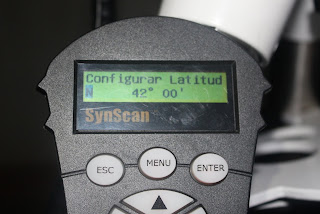 Configurar Latitud
N 42° 00'
SynScan
ESC MENU ENTER